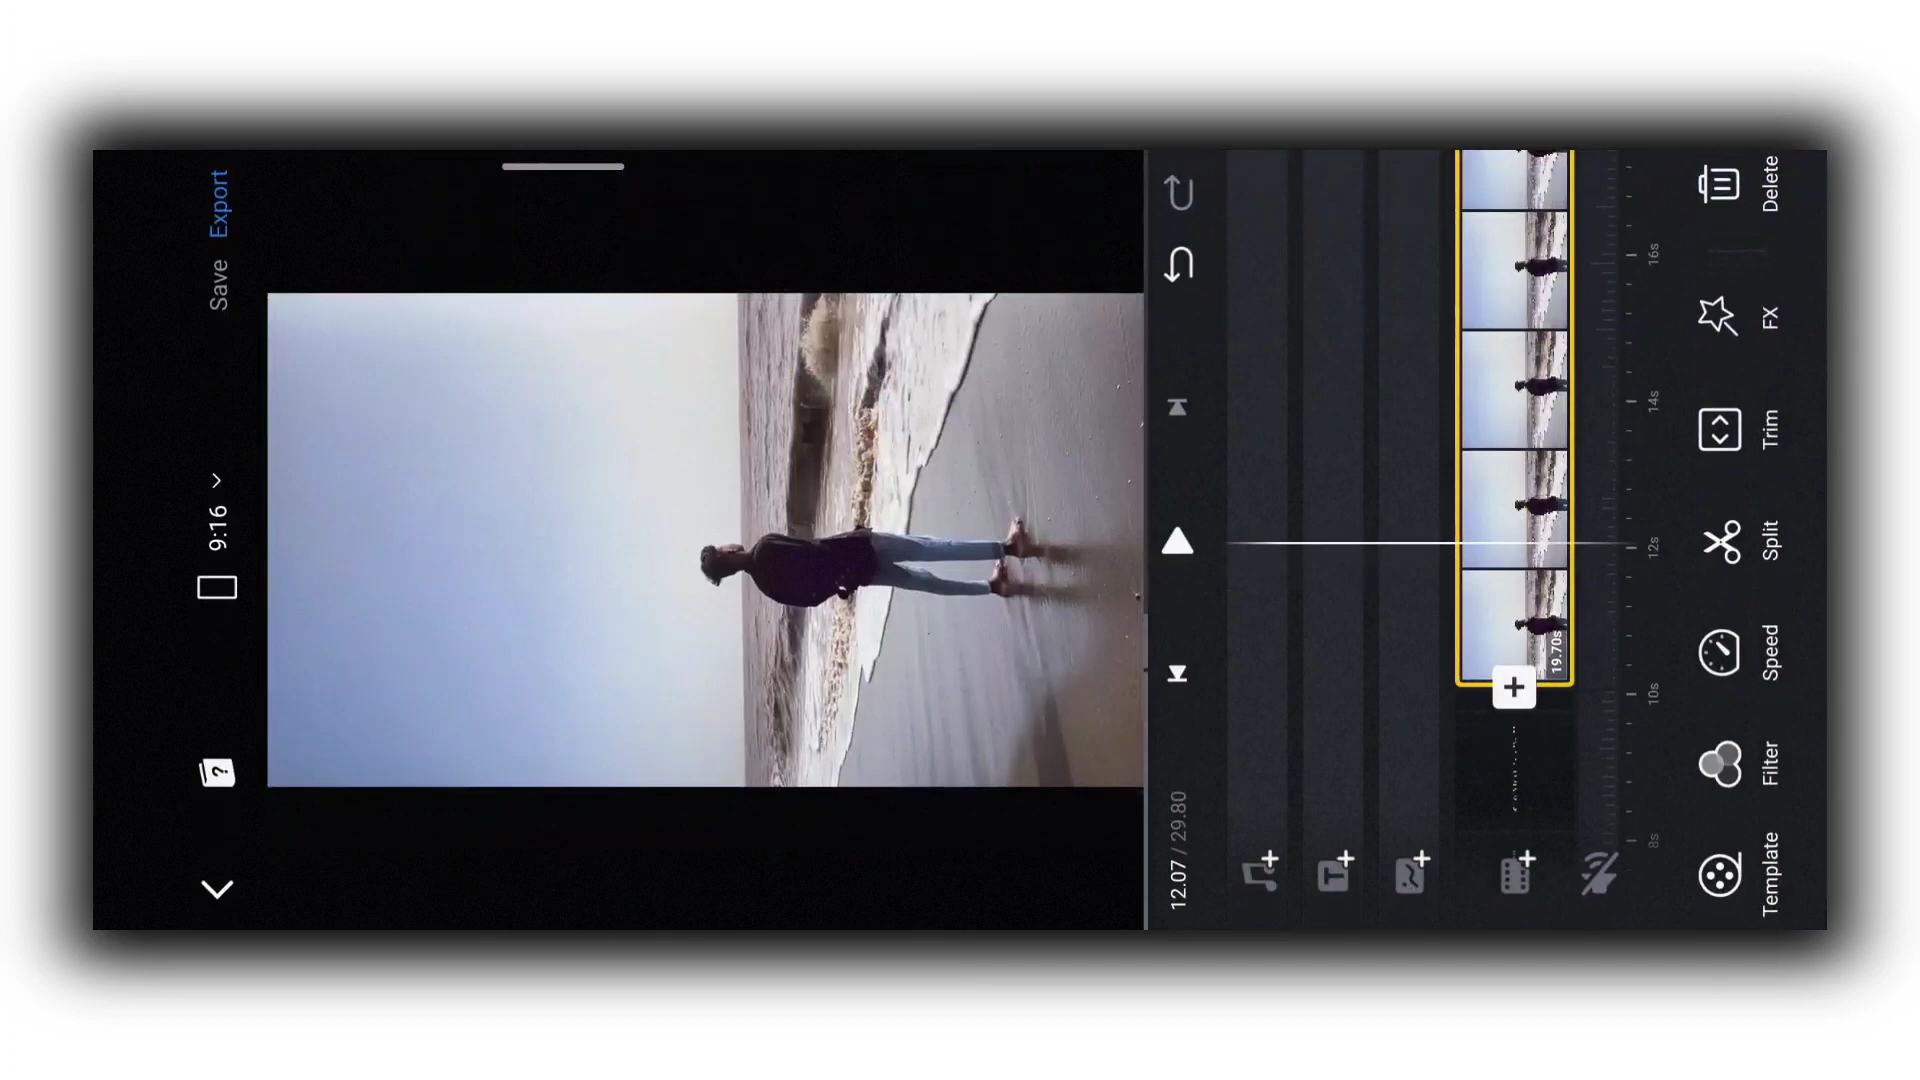 9:16
Save
Export
12.07 / 29.80
19.70s
8s
10s
12s
14s
16s
Template
Filter
Speed
Split
Trim
FX
Delete